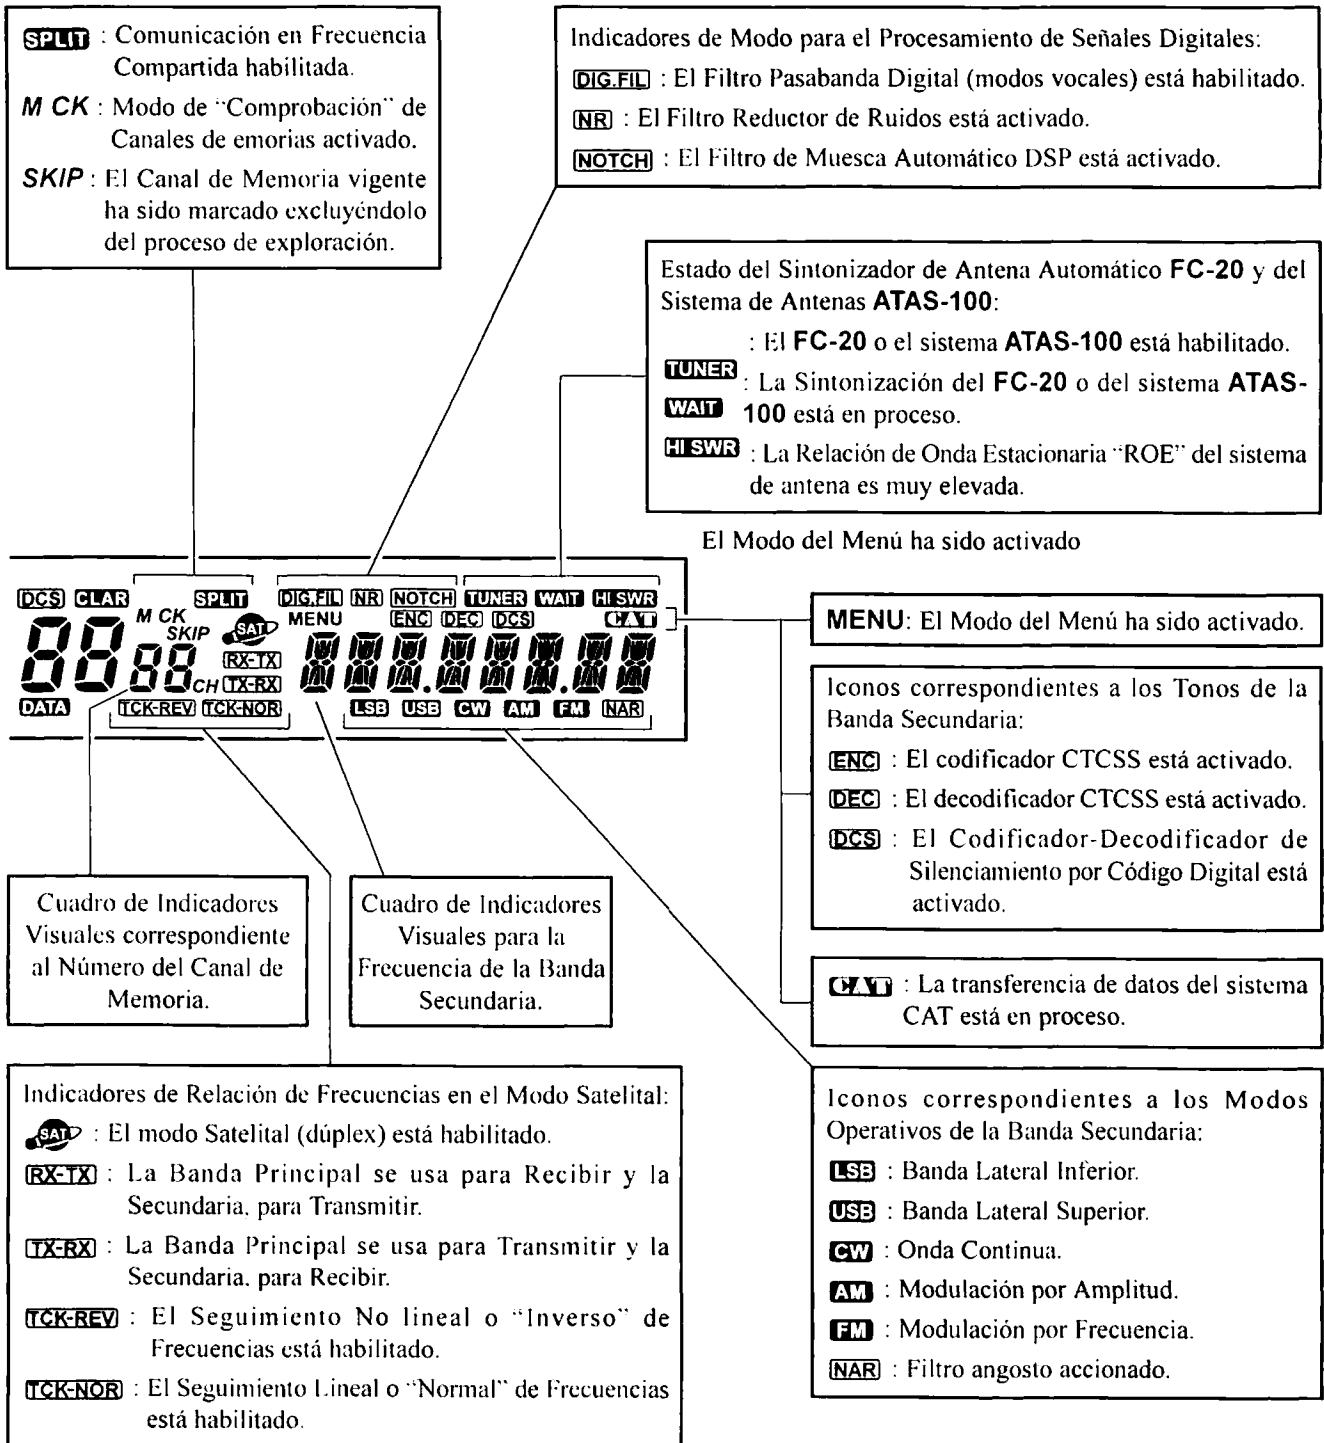 SPLIT : Comunicación en Frecuencia
Compartida habilitada.
M CK : Modo de "Comprobación" de
Canales de emorias activado.
SKIP : El Canal de Memoria vigente
ha sido marcado excluyéndolo
del proceso de exploración.
Indicadores de Modo para el Procesamiento de Señales Digitales:
DIG.FIL : El Filtro Pasabanda Digital (modos vocales) está habilitado.
NR : El Filtro Reductor de Ruidos está activado.
NOTCH : El Filtro de Muesca Automático DSP está activado.
Estado del Sintonizador de Antena Automático FC-20 y del
Sistema de Antenas ATAS-100:
: El FC-20 o el sistema ATAS-100 está habilitado.
TUNER : La Sintonización del FC-20 o del sistema ATAS-
WAIT 100 está en proceso.
HI SWR : La Relación de Onda Estacionaria "ROE" del sistema
de antena es muy elevada.
El Modo del Menú ha sido activado
DCS CLAR SPLIT DIG.FIL NR NOTCH TUNER WAIT HI SWR
M CK SKIP SAT MENU ENC DEC DCS CAT
88 88 CH RX-TX TX-RX 888.888.88
DATA TCK-REV TCK-NOR LSB USB CW AM FM NAR
MENU: El Modo del Menú ha sido activado.
Iconos correspondientes a los Tonos de la
Banda Secundaria:
ENC : El codificador CTCSS está activado.
DEC : El decodificador CTCSS está activado.
DCS : El Codificador-Decodificador de
Silenciamiento por Código Digital está
activado.
Cuadro de Indicadores
Visuales correspondiente
al Número del Canal de
Memoria.
Cuadro de Indicadores
Visuales para la
Frecuencia de la Banda
Secundaria.
CAT : La transferencia de datos del sistema
CAT está en proceso.
Indicadores de Relación de Frecuencias en el Modo Satelital:
SAT : El modo Satelital (dúplex) está habilitado.
RX-TX : La Banda Principal se usa para Recibir y la
Secundaria, para Transmitir.
TX-RX : La Banda Principal se usa para Transmitir y la
Secundaria, para Recibir.
TCK-REV : El Seguimiento No lineal o "Inverso" de
Frecuencias está habilitado.
TCK-NOR : El Seguimiento Lineal o "Normal" de Frecuencias
está habilitado.
Iconos correspondientes a los Modos
Operativos de la Banda Secundaria:
LSB : Banda Lateral Inferior.
USB : Banda Lateral Superior.
CW : Onda Continua.
AM : Modulación por Amplitud.
FM : Modulación por Frecuencia.
NAR : Filtro angosto accionado.